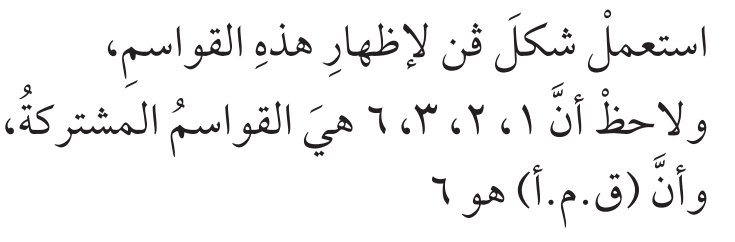 استعملْ شكلَ ڤن لإظهارِ هذهِ القواسمِ،
ولاحظْ أنَّ ١، ٢، ٣، ٦ هيَ القواسمُ المشتركةُ،
وأنَّ (ق.م.أ) هو ٦